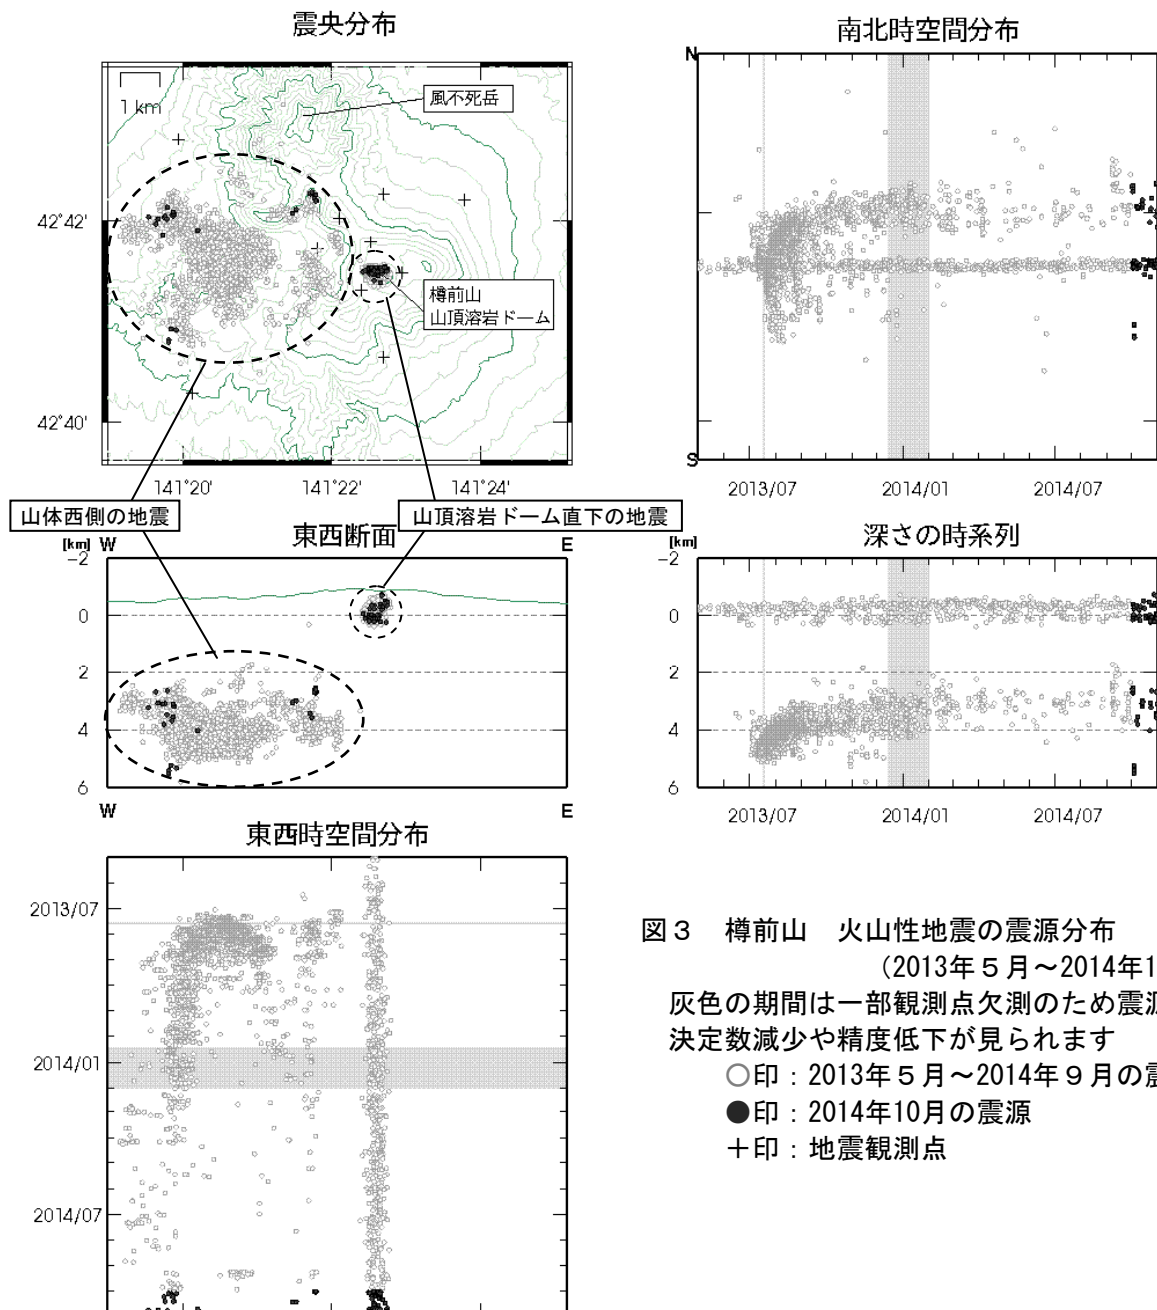 震央分布
1 km
風不死岳
42°42'
樽前山
山頂溶岩ドーム
42°40'
141°20'
141°22'
141°24'
山体西側の地震
山頂溶岩ドーム直下の地震
南北時空間分布
N
S
2013/07
2014/01
2014/07
東西断面
[km]
W
E
-2
0
2
4
6
W
E
深さの時系列
[km]
-2
0
2
4
6
2013/07
2014/01
2014/07
東西時空間分布
2013/07
2014/01
2014/07
図3 樽前山 火山性地震の震源分布
(2013年5月~2014年1
灰色の期間は一部観測点欠測のため震源
決定数減少や精度低下が見られます
○印:2013年5月~2014年9月の震
●印:2014年10月の震源
+印:地震観測点